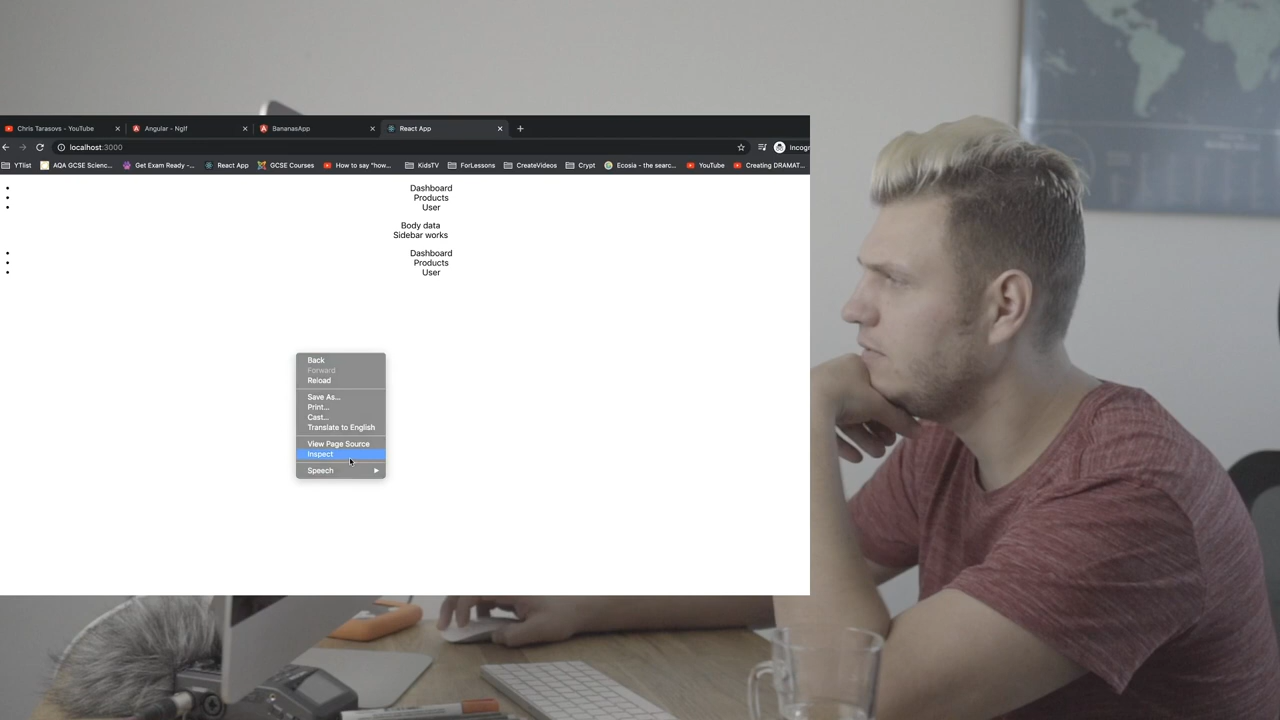 Chris Tarasovs - YouTube
Angular - NgIf
BananasApp
React App
localhost:3000
Incogn
YTlist
AQA GCSE Scienc...
Get Exam Ready -...
React App
GCSE Courses
How to say "how...
KidsTV
ForLessons
CreateVideos
Crypt
Ecosia - the searc...
YouTube
Creating DRAMAT...
Dashboard
Products
User
Body data
Sidebar works
Dashboard
Products
User
Back
Forward
Reload
Save As...
Print...
Cast...
Translate to English
View Page Source
Inspect
Speech